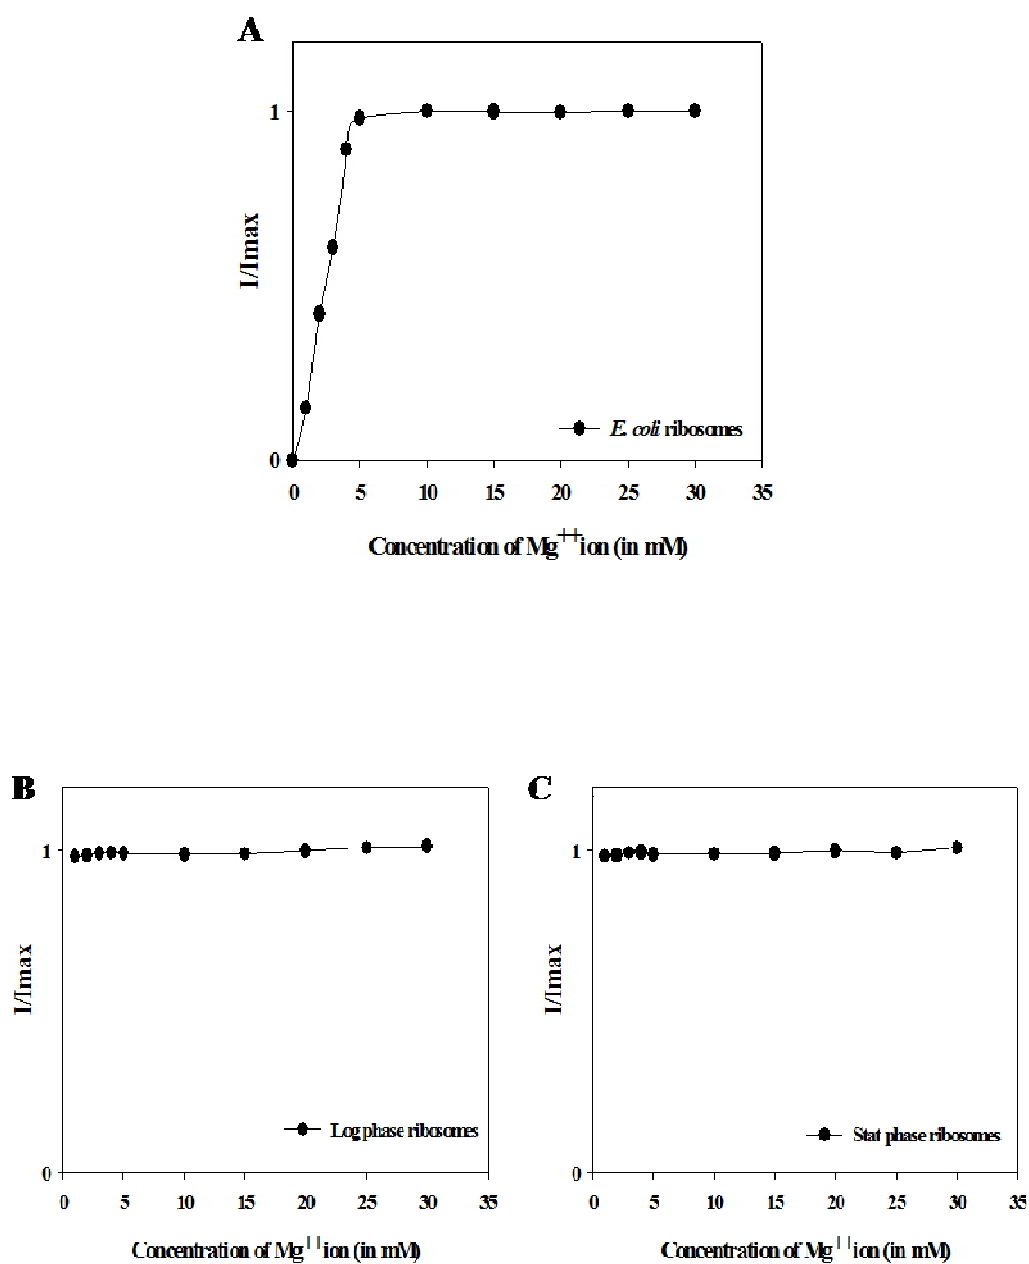 A
1
I/Imax
E. coli ribosomes
0
0 5 10 15 20 25 30 35
Concentration of Mg++ion (in mM)
B
1
I/Imax
Log phase ribosomes
0
0 5 10 15 20 25 30 35
Concentration of Mg++ion (in mM)
C
1
I/Imax
Stat phase ribosomes
0
0 5 10 15 20 25 30 35
Concentration of Mg++ion (in mM)